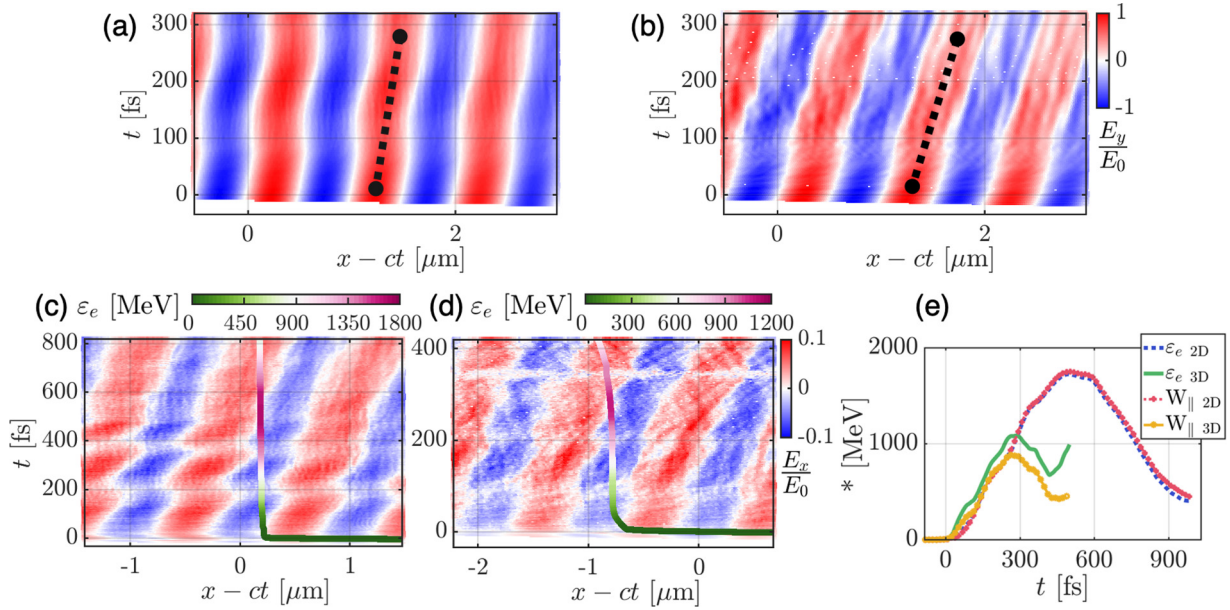 (a)
300
200
100
0
t [fs]
0
2
x − ct [μm]
(b)
300
200
100
0
t [fs]
0
2
x − ct [μm]
1
0
-1
E_y
E_0
(c)
ε_e [MeV]
0 450 900 1350 1800
800
600
400
200
0
t [fs]
-1 0 1
x − ct [μm]
(d)
ε_e [MeV]
0 300 600 900 1200
400
200
0
-2 -1 0
x − ct [μm]
0.1
0
-0.1
E_x
E_0
(e)
2000
1000
0
* [MeV]
0 300 600 900
t [fs]
ε_e 2D
ε_e 3D
W_∥ 2D
W_∥ 3D